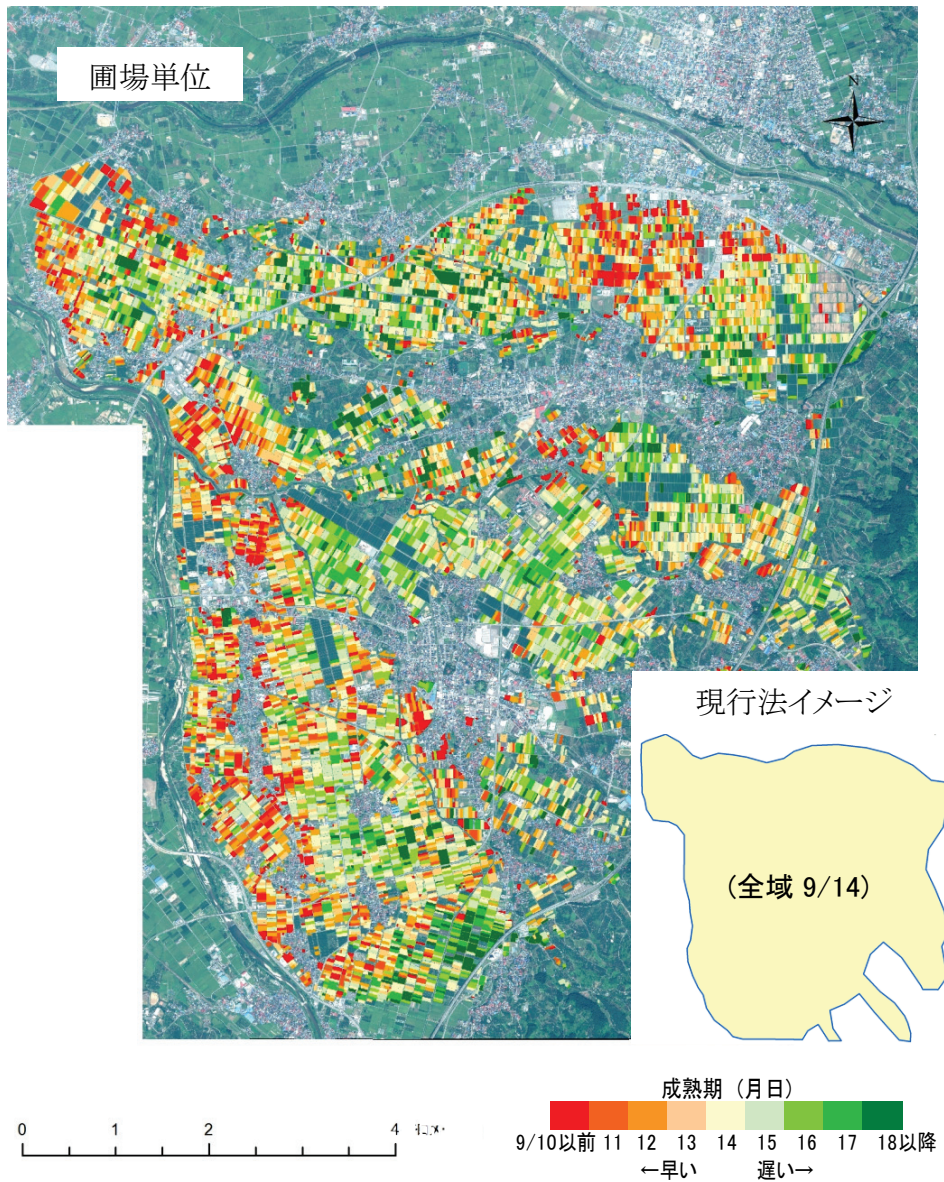 圃場単位
N
現行法イメージ
(全域 9/14)
成熟期（月日）
9/10以前 11 12 13 14 15 16 17 18以降
←早い 遅い→
0 1 2 4